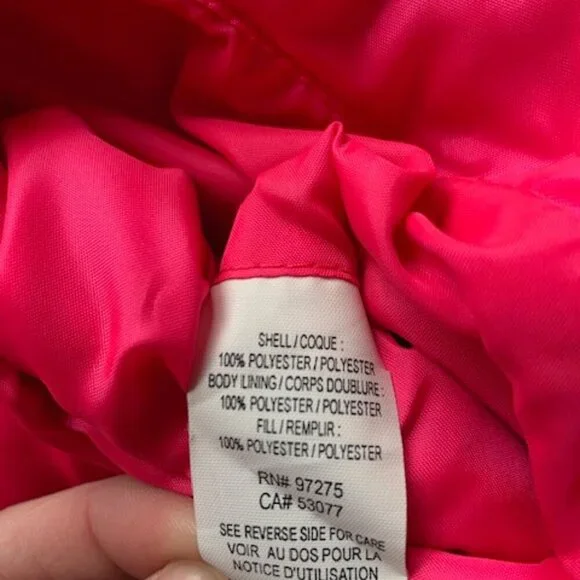 SHELL / COQUE :
100% POLYESTER / POLYESTER
BODY LINING / CORPS DOUBLURE :
100% POLYESTER / POLYESTER
FILL / REMPLIR :
100% POLYESTER / POLYESTER
RN# 97275
CA# 53077
SEE REVERSE SIDE FOR CARE
VOIR AU DOS POUR LA
NOTICE D'UTILISATION